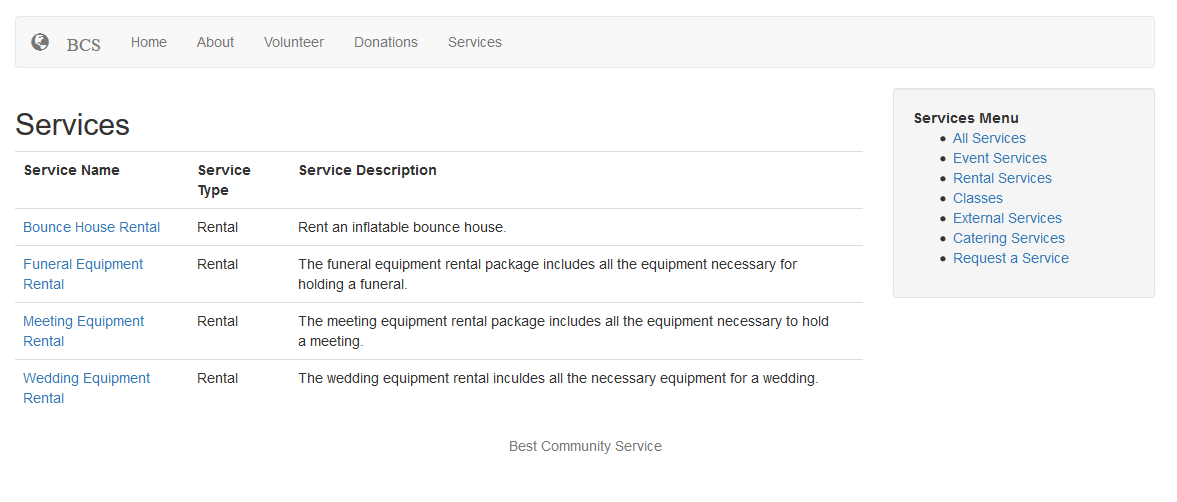 BCS Home About Volunteer Donations Services
Services
Service Name Service Type Service Description
Bounce House Rental Rental Rent an inflatable bounce house.
Funeral Equipment Rental Rental The funeral equipment rental package includes all the equipment necessary for
holding a funeral.
Meeting Equipment Rental Rental The meeting equipment rental package includes all the equipment necessary to hold
a meeting.
Wedding Equipment Rental Rental The wedding equipment rental inculdes all the necessary equipment for a wedding.
Services Menu
All Services
Event Services
Rental Services
Classes
External Services
Catering Services
Request a Service
Best Community Service